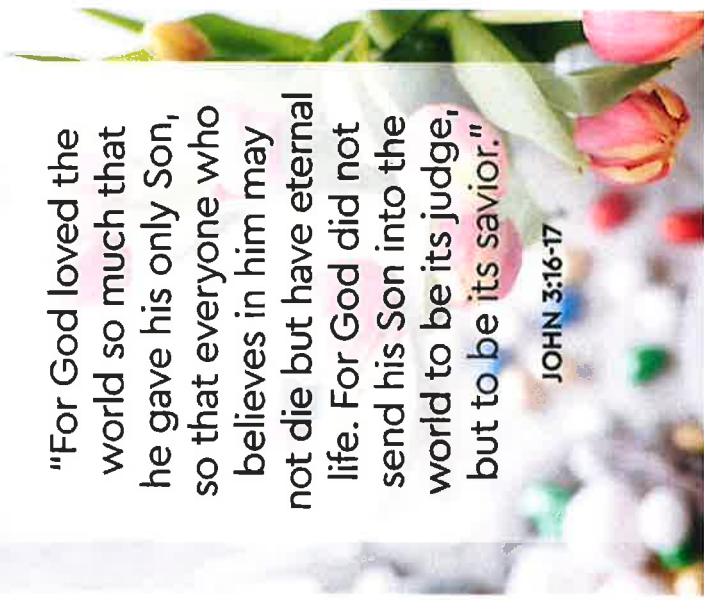 "For God loved the
world so much that
he gave his only Son,
so that everyone who
believes in him may
not die but have eternal
life. For God did not
send his Son into the
world to be its judge,
but to be its savior."
JOHN 3:16-17